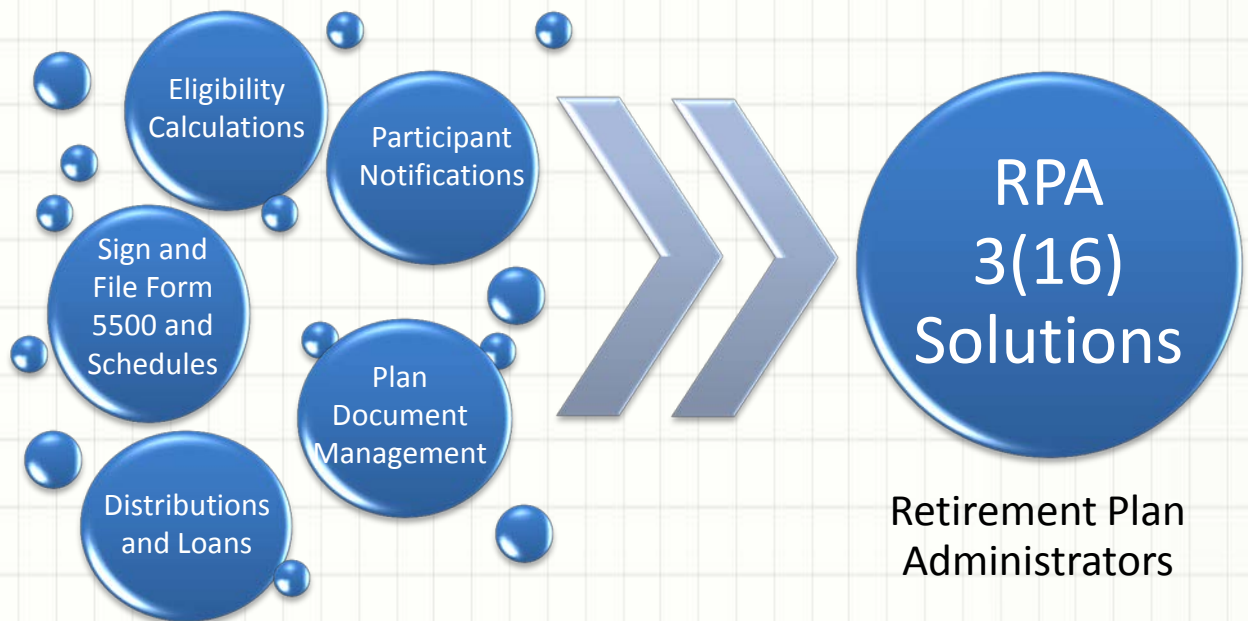 Eligibility
Calculations
Participant
Notifications
Sign and
File Form
5500 and
Schedules
Plan
Document
Management
Distributions
and Loans
RPA
3(16)
Solutions
Retirement Plan
Administrators